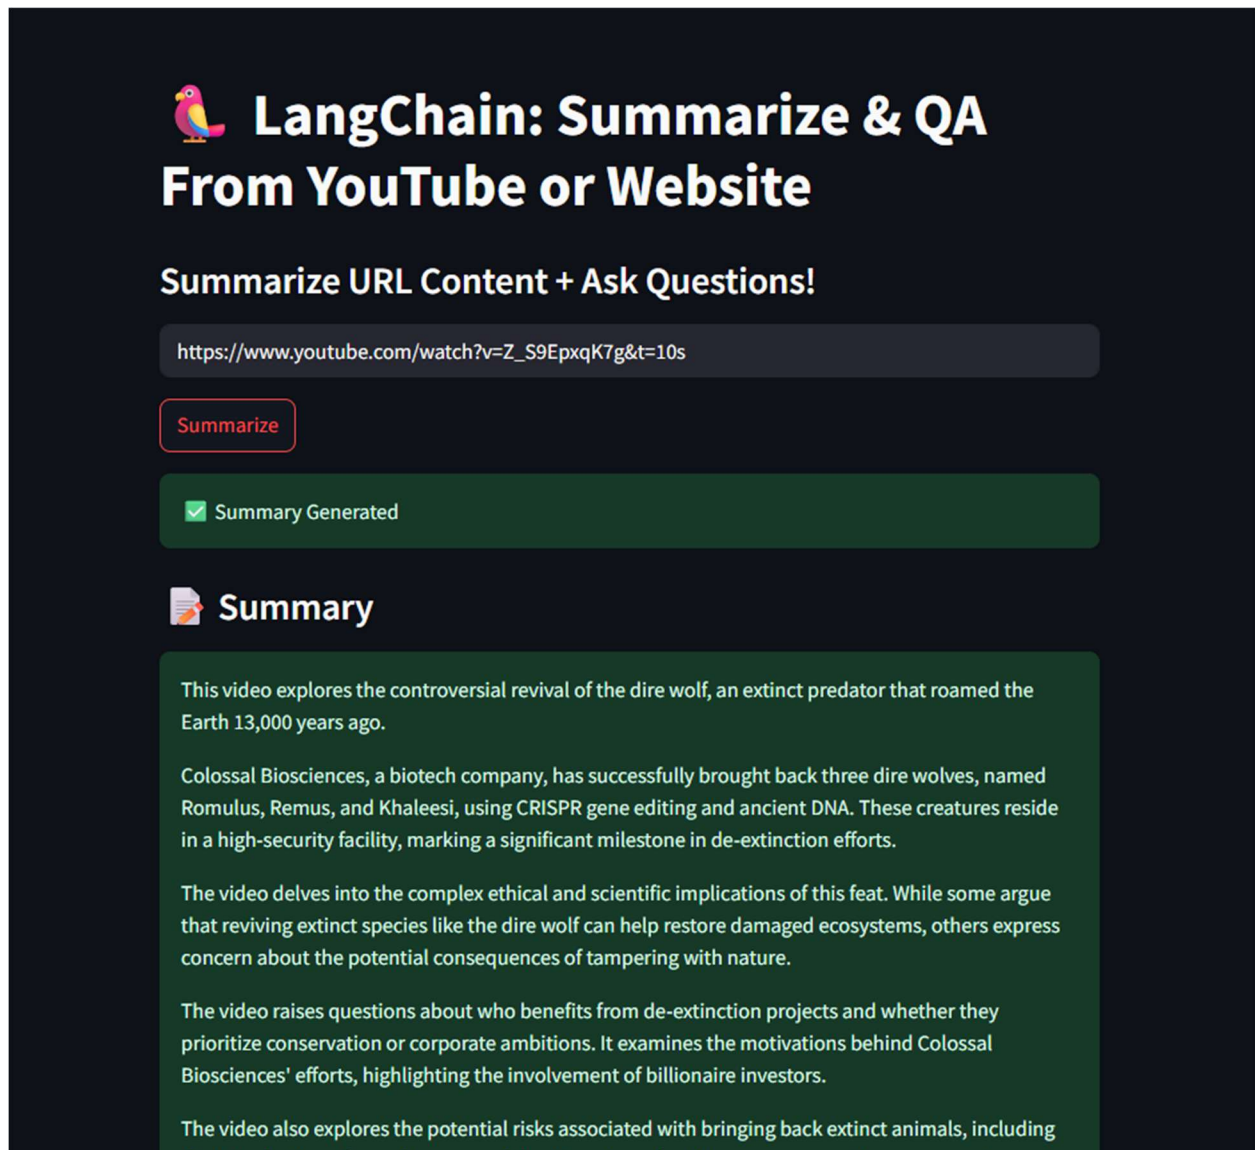 LangChain: Summarize & QA
From YouTube or Website
Summarize URL Content + Ask Questions!
https://www.youtube.com/watch?v=Z_S9EpxqK7g&t=10s
Summarize
Summary Generated
Summary
This video explores the controversial revival of the dire wolf, an extinct predator that roamed the
Earth 13,000 years ago.
Colossal Biosciences, a biotech company, has successfully brought back three dire wolves, named
Romulus, Remus, and Khaleesi, using CRISPR gene editing and ancient DNA. These creatures reside
in a high-security facility, marking a significant milestone in de-extinction efforts.
The video delves into the complex ethical and scientific implications of this feat. While some argue
that reviving extinct species like the dire wolf can help restore damaged ecosystems, others express
concern about the potential consequences of tampering with nature.
The video raises questions about who benefits from de-extinction projects and whether they
prioritize conservation or corporate ambitions. It examines the motivations behind Colossal
Biosciences' efforts, highlighting the involvement of billionaire investors.
The video also explores the potential risks associated with bringing back extinct animals, including